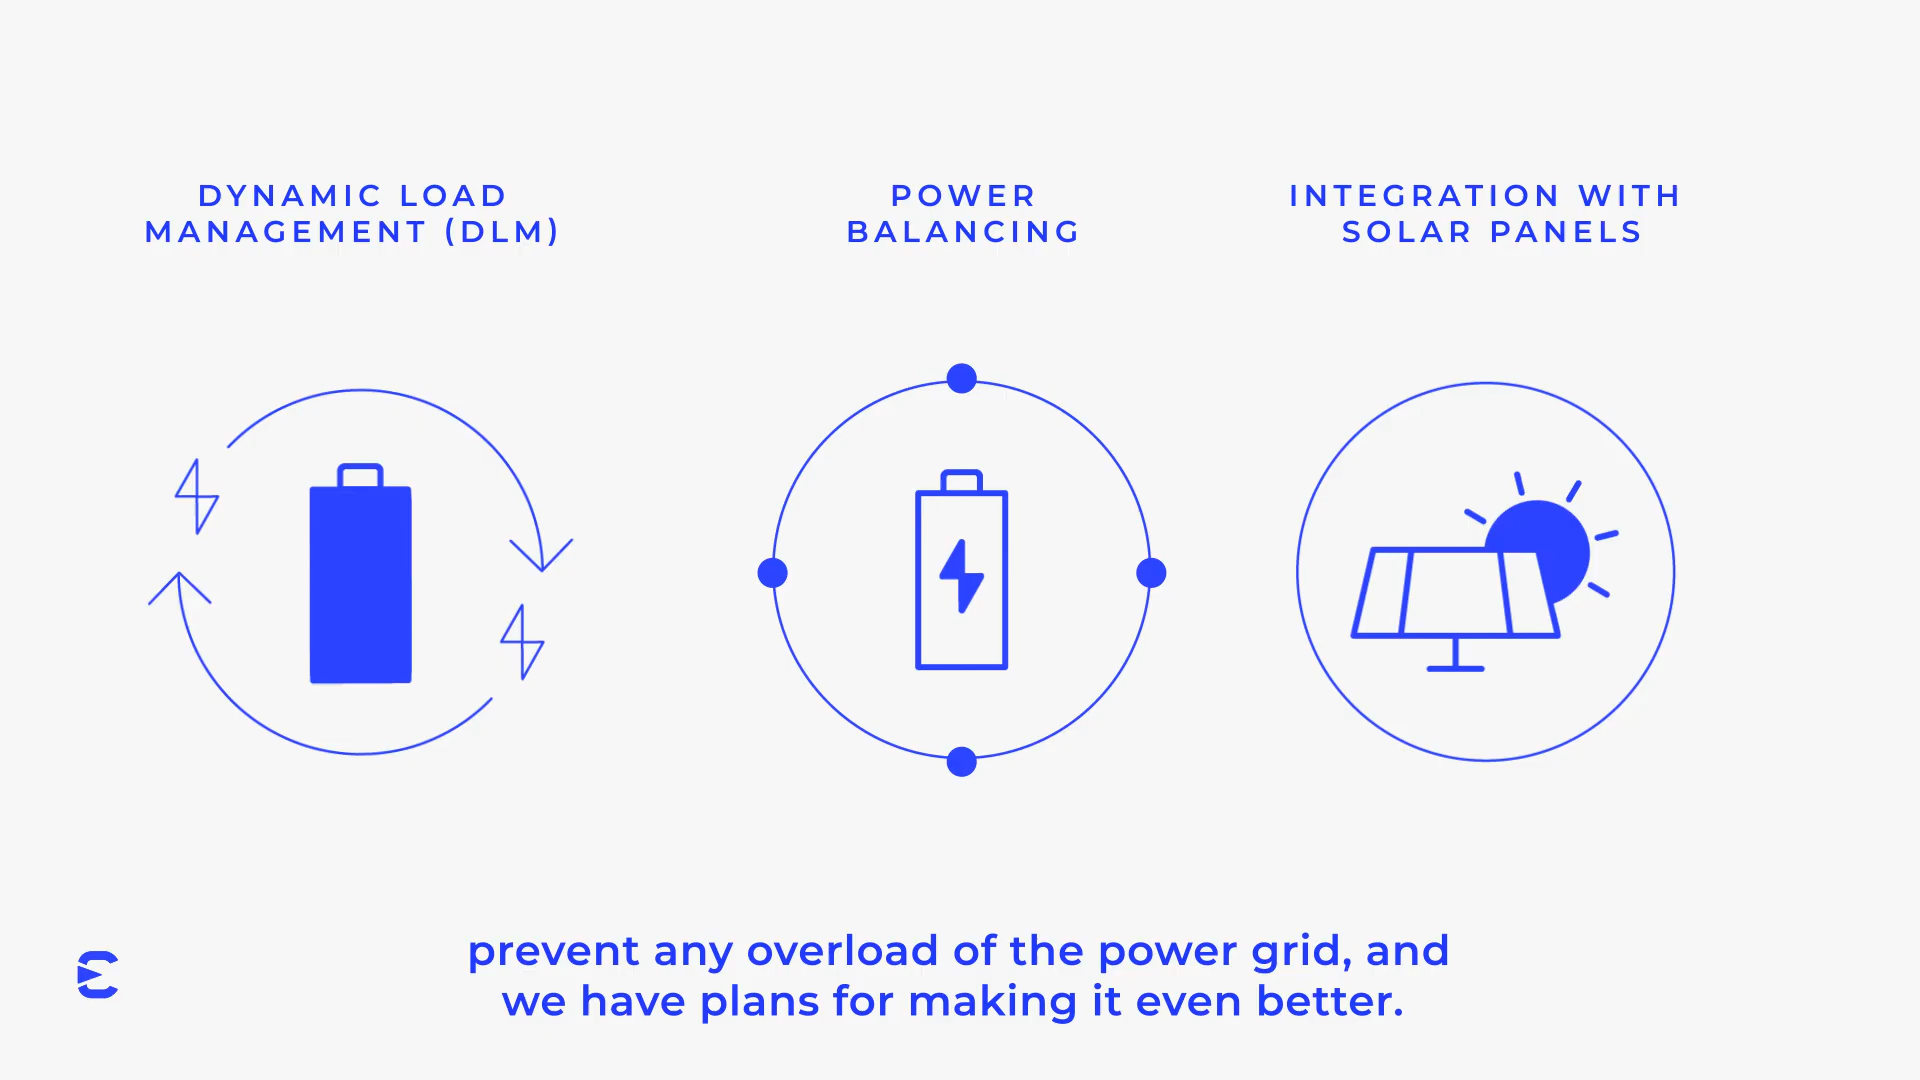 DYNAMIC LOAD
MANAGEMENT (DLM)
POWER
BALANCING
INTEGRATION WITH
SOLAR PANELS
prevent any overload of the power grid, and
we have plans for making it even better.